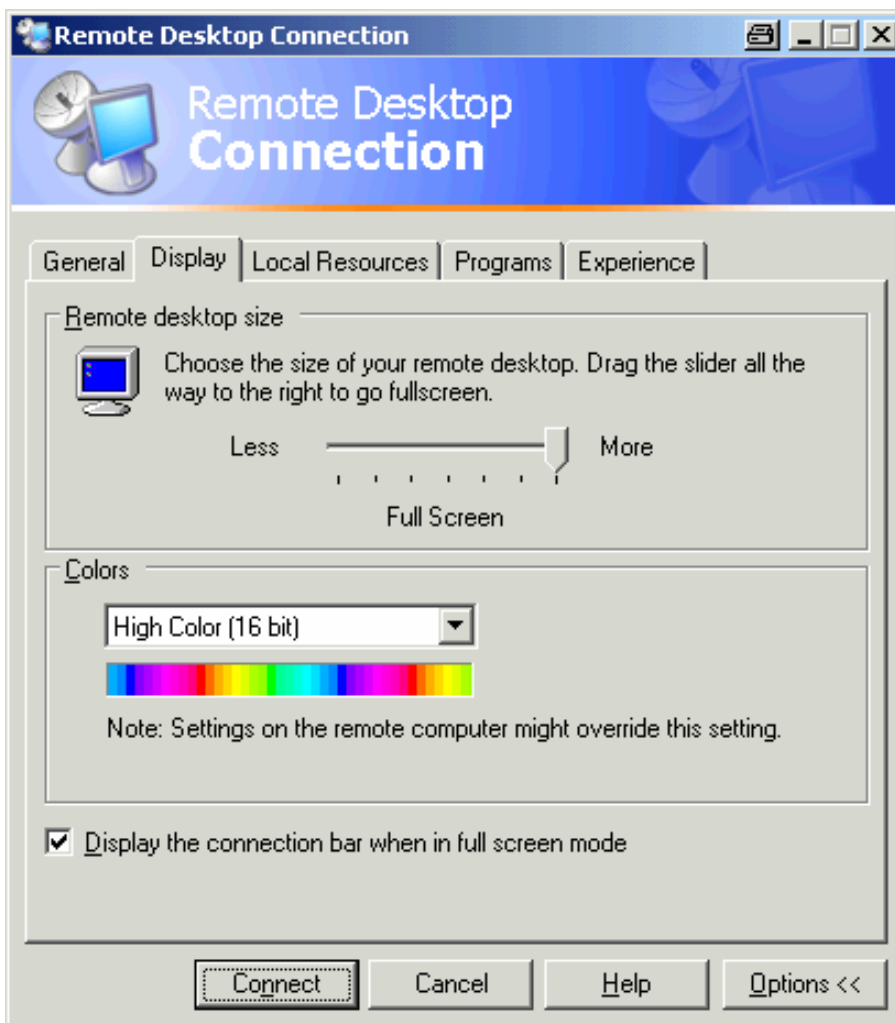 Remote Desktop Connection
Remote Desktop
Connection
General Display Local Resources Programs Experience
Remote desktop size
Choose the size of your remote desktop. Drag the slider all the
way to the right to go fullscreen.
Less More
Full Screen
Colors
High Color (16 bit)
Note: Settings on the remote computer might override this setting.
Display the connection bar when in full screen mode
Connect Cancel Help Options <<